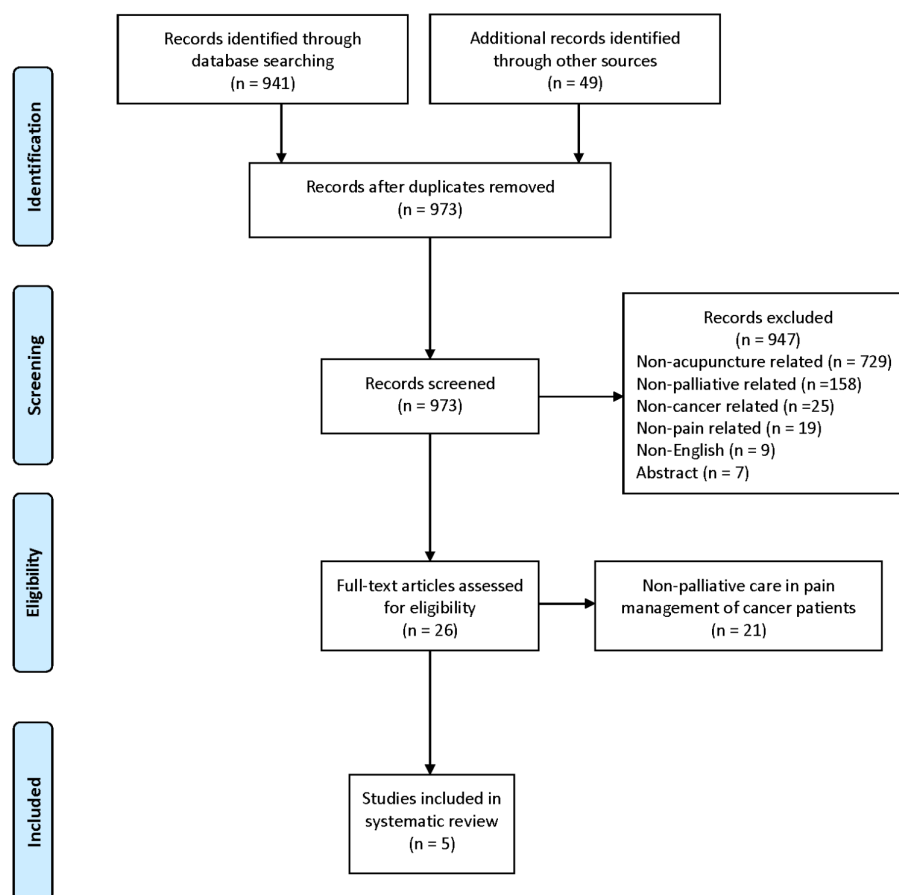 Identification
Records identified through
database searching
(n = 941)
Additional records identified
through other sources
(n = 49)
Records after duplicates removed
(n = 973)
Screening
Records screened
(n = 973)
Records excluded
(n = 947)
Non-acupuncture related (n = 729)
Non-palliative related (n =158)
Non-cancer related (n =25)
Non-pain related (n = 19)
Non-English (n = 9)
Abstract (n = 7)
Eligibility
Full-text articles assessed
for eligibility
(n = 26)
Non-palliative care in pain
management of cancer patients
(n = 21)
Included
Studies included in
systematic review
(n = 5)